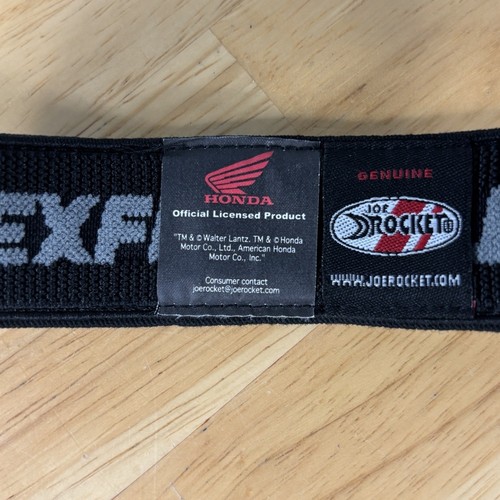 EXF
HONDA
Official Licensed Product
"TM & © Walter Lantz. TM & © Honda
Motor Co., Ltd., American Honda
Motor Co., Inc."
Consumer contact
joerocket@joerocket.com
GENUINE
JOE
ROCKET®
WWW.JOEROCKET.COM